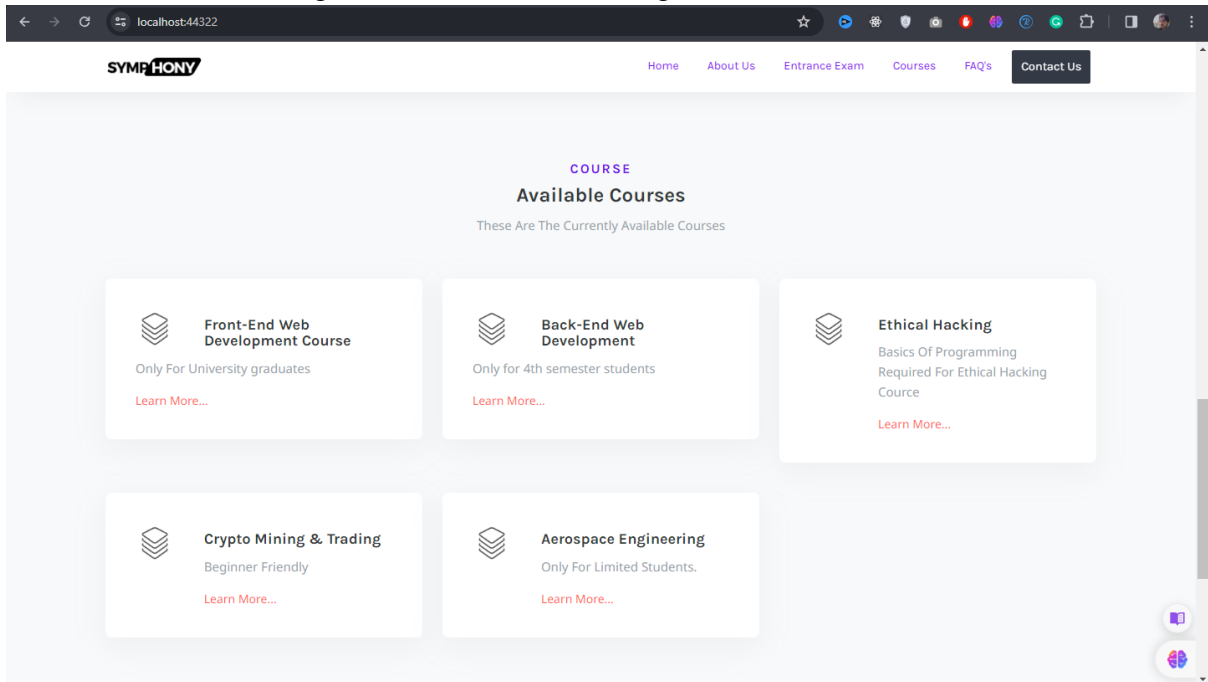 localhost:44322
SYMPHONY
Home About Us Entrance Exam Courses FAQ's Contact Us
COURSE
Available Courses
These Are The Currently Available Courses
Front-End Web
Development Course
Only For University graduates
Learn More...
Back-End Web
Development
Only for 4th semester students
Learn More...
Ethical Hacking
Basics Of Programming
Required For Ethical Hacking
Cource
Learn More...
Crypto Mining & Trading
Beginner Friendly
Learn More...
Aerospace Engineering
Only For Limited Students.
Learn More...